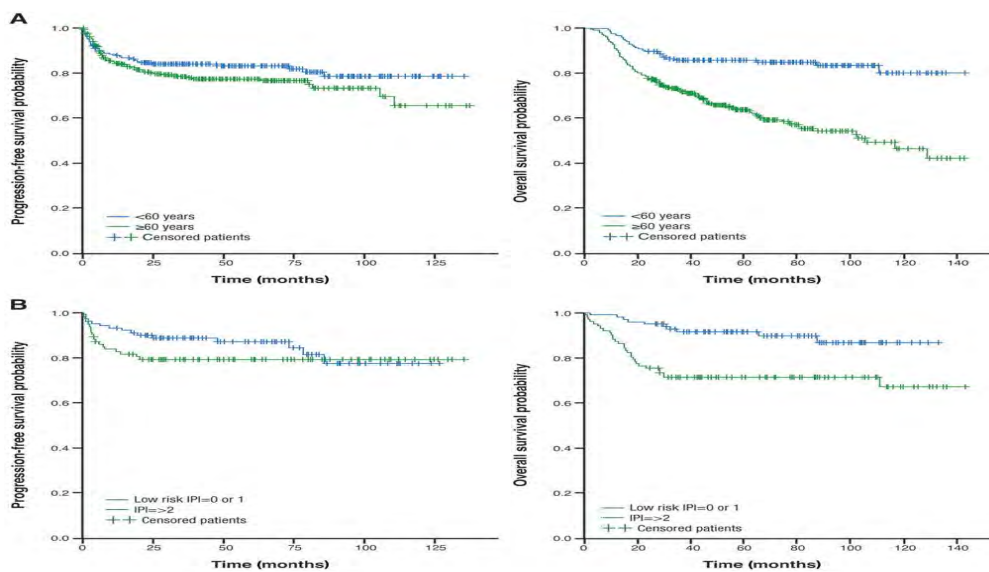 A
Progression-free survival probability
1.0
0.8
0.6
0.4
0.2
0.0
<60 years
≥60 years
Censored patients
0 25 50 75 100 125
Time (months)
Overall survival probability
1.0
0.8
0.6
0.4
0.2
0.0
<60 years
≥60 years
Censored patients
0 20 40 60 80 100 120 140
Time (months)
B
Progression-free survival probability
1.0
0.8
0.6
0.4
0.2
0.0
Low risk IPI=0 or 1
IPI=>2
Censored patients
0 25 50 75 100 125
Time (months)
Overall survival probability
1.0
0.8
0.6
0.4
0.2
0.0
Low risk IPI=0 or 1
IPI=>2
Censored patients
0 20 40 60 80 100 120 140
Time (months)